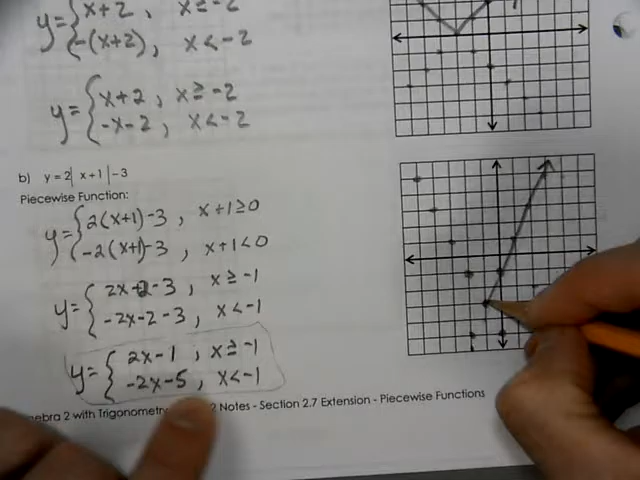 y={ x+2 , x≥-2
-(x+2), x<-2
y={ x+2 , x≥-2
-x-2 , x<-2
b) y = 2| x+1 | -3
Piecewise Function:
y={ 2(x+1)-3 , x+1≥0
-2(x+1)-3 , x+1<0
y={ 2x+2-3 , x≥-1
-2x-2-3 , x<-1
y={ 2x-1 , x≥-1
-2x-5 , x<-1
Notes - Section 2.7 Extension - Piecewise Functions